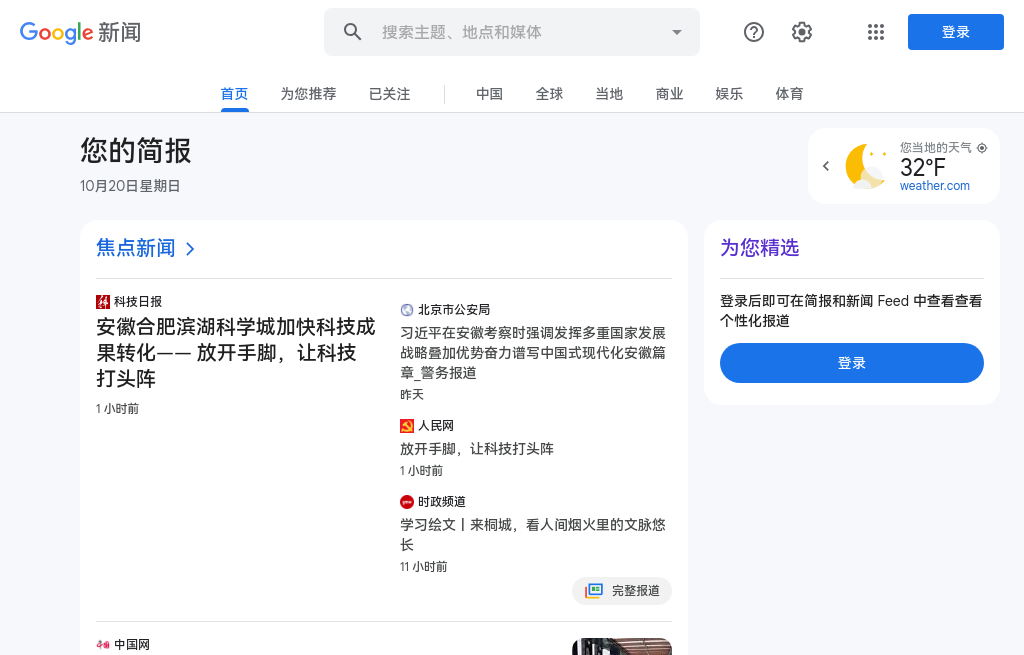 Google 新闻
搜索主题、地点和媒体
登录
首页
为您推荐
已关注
中国
全球
当地
商业
娱乐
体育
您的简报
10月20日星期日
您当地的天气
32°F
weather.com
焦点新闻
科技日报
安徽合肥滨湖科学城加快科技成
果转化—— 放开手脚，让科技
打头阵
1 小时前
北京市公安局
习近平在安徽考察时强调发挥多重国家发展
战略叠加优势奋力谱写中国式现代化安徽篇
章_警务报道
昨天
人民网
放开手脚，让科技打头阵
1 小时前
时政频道
学习绘文丨来桐城，看人间烟火里的文脉悠
长
11 小时前
完整报道
中国网
为您精选
登录后即可在简报和新闻 Feed 中查看查看
个性化报道
登录